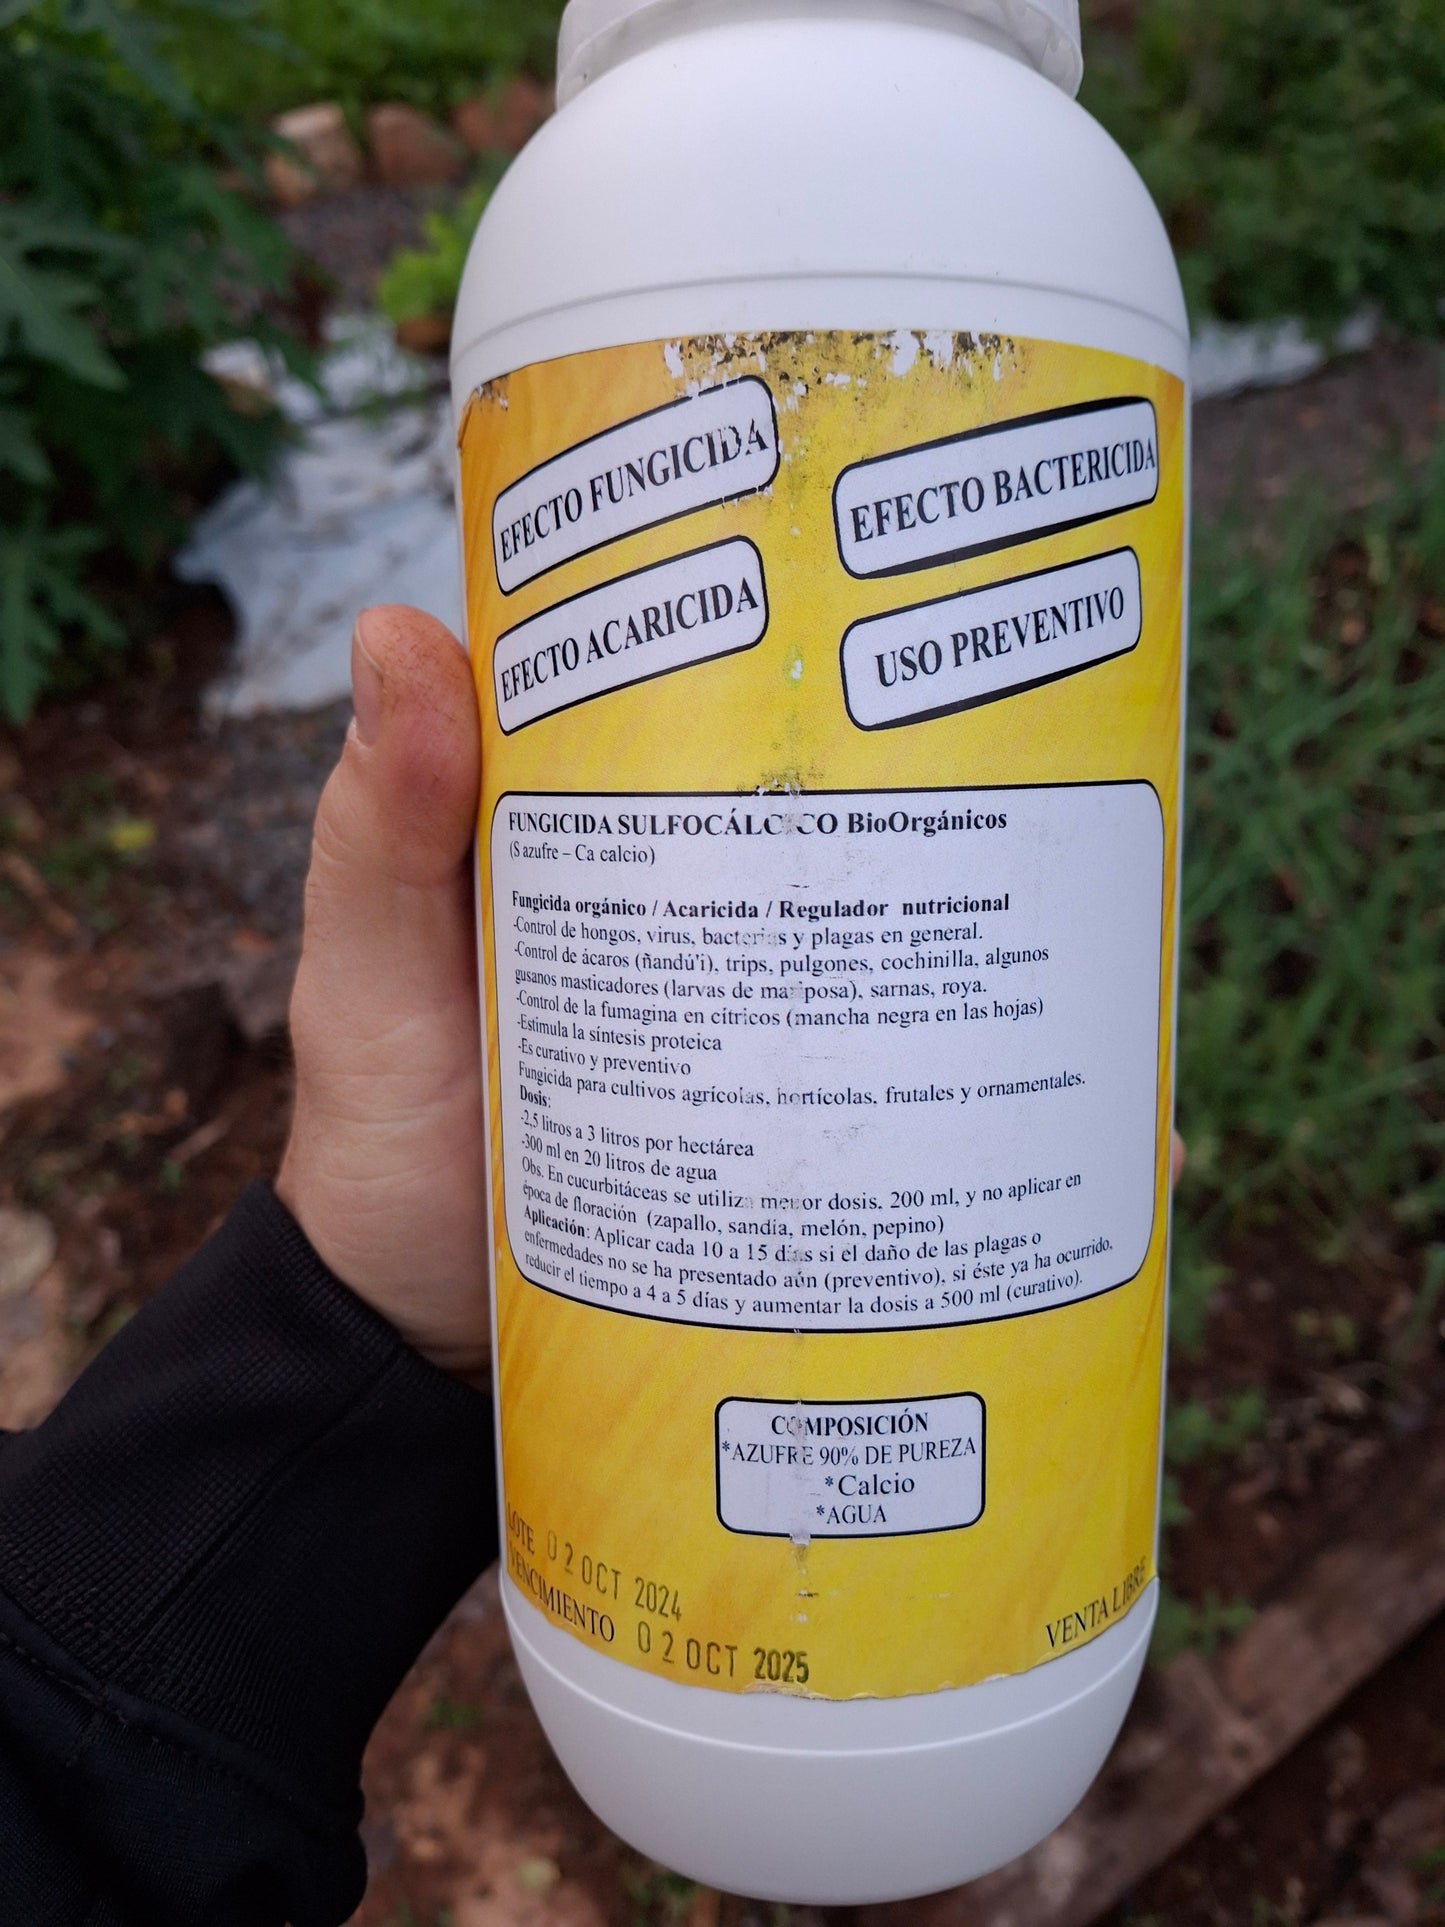 EFECTO FUNGICIDA
EFECTO BACTERICIDA
EFECTO ACARICIDA
USO PREVENTIVO
FUNGICIDA SULFOCÁLCICO BioOrgánicos
(S azufre – Ca calcio)
Fungicida orgánico / Acaricida / Regulador nutricional
-Control de hongos, virus, bacterias y plagas en general.
-Control de ácaros (ñandú'i), trips, pulgones, cochinilla, algunos
gusanos masticadores (larvas de mariposa), sarnas, roya.
-Control de la fumagina en cítricos (mancha negra en las hojas)
-Estimula la síntesis proteica
-Es curativo y preventivo
Fungicida para cultivos agrícolas, hortícolas, frutales y ornamentales.
Dosis:
-2,5 litros a 3 litros por hectárea
-300 ml en 20 litros de agua
Obs. En cucurbitáceas se utiliza menor dosis, 200 ml, y no aplicar en
época de floración (zapallo, sandía, melón, pepino)
Aplicación: Aplicar cada 10 a 15 días si el daño de las plagas o
enfermedades no se ha presentado aún (preventivo), si éste ya ha ocurrido,
reducir el tiempo a 4 a 5 días y aumentar la dosis a 500 ml (curativo).
COMPOSICIÓN
*AZUFRE 90% DE PUREZA
*Calcio
*AGUA
LOTE 02 OCT 2024
VENCIMIENTO 02 OCT 2025
VENTA LIBRE